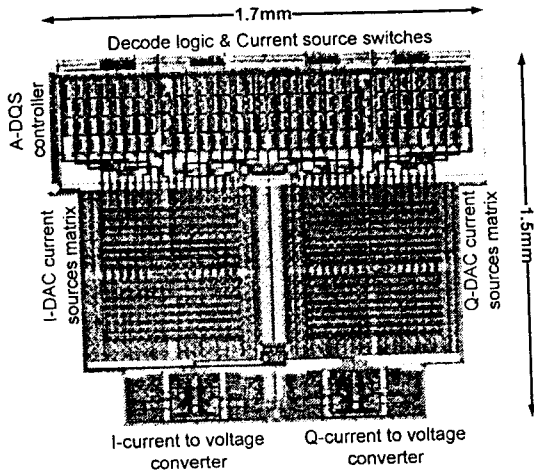 1.7mm
Decode logic & Current source switches
A-DQS
controller
I-DAC current
sources matrix
Q-DAC current
sources matrix
1.5mm
I-current to voltage
converter
Q-current to voltage
converter